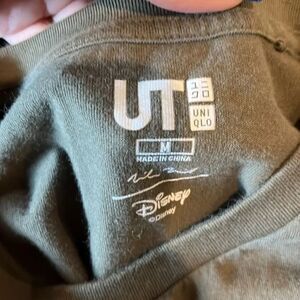 UT ユニ
クロ
UNI
QLO
M
MADE IN CHINA
Disney
©Disney